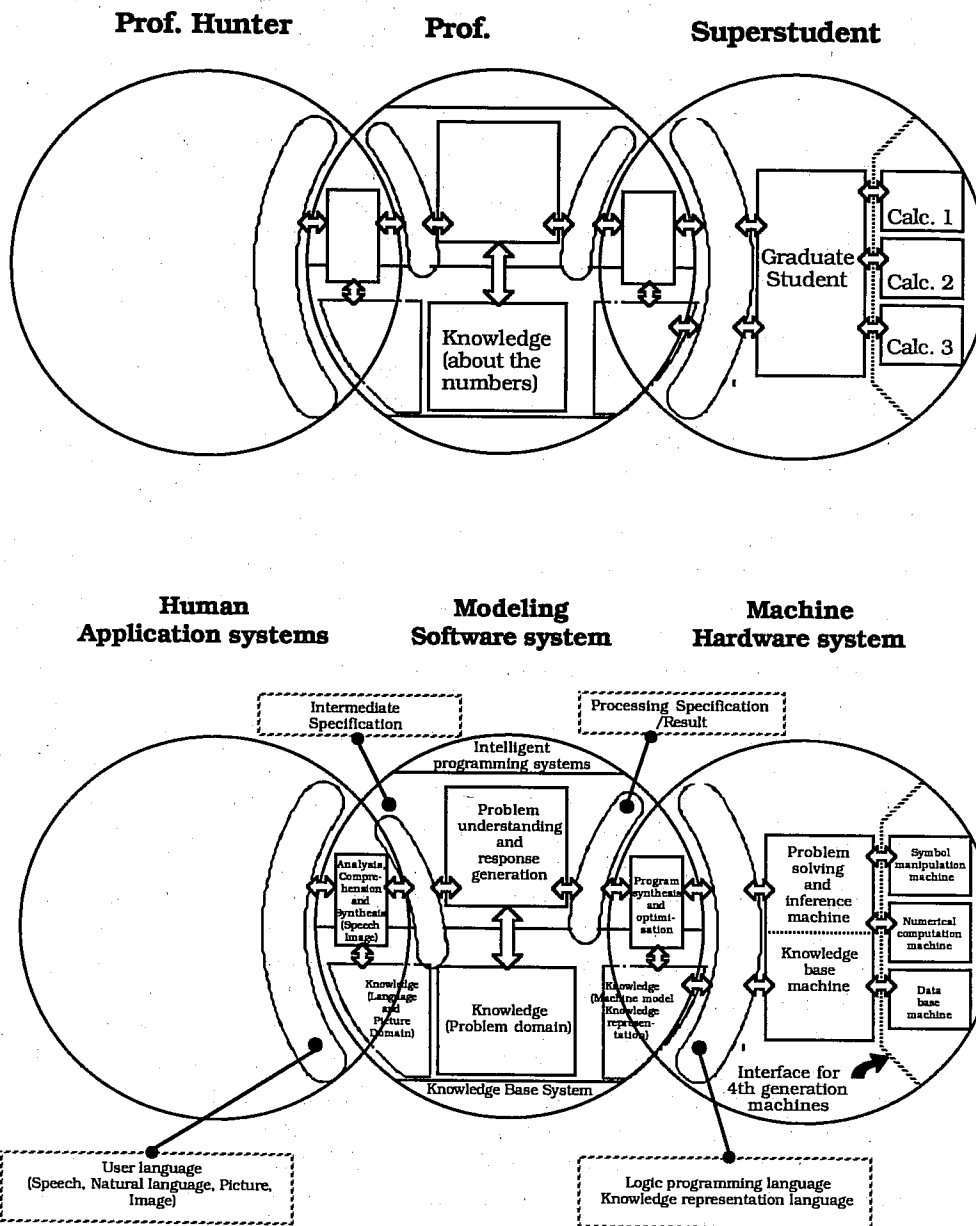 Prof. Hunter
Prof.
Superstudent
Knowledge
(about the
numbers)
Graduate
Student
Calc. 1
Calc. 2
Calc. 3
Human
Application systems
Modeling
Software system
Machine
Hardware system
Intermediate
Specification
Processing Specification
/Result
Intelligent
programming systems
Analysis,
Compre-
hension
and
Synthesis
(Speech
Image)
Problem
understanding
and
response
generation
Program
synthesis
and
optimi-
sation
Problem
solving
and
inference
machine
Knowledge
base
machine
Symbol
manipulation
machine
Numerical
computation
machine
Data
base
machine
Knowledge
(Language
and
Picture
Domain)
Knowledge
(Problem domain)
Knowledge
(Machine model
Knowledge
represen-
tation)
Knowledge Base System
Interface for
4th generation
machines
User language
(Speech, Natural language, Picture,
Image)
Logic programming language
Knowledge representation language